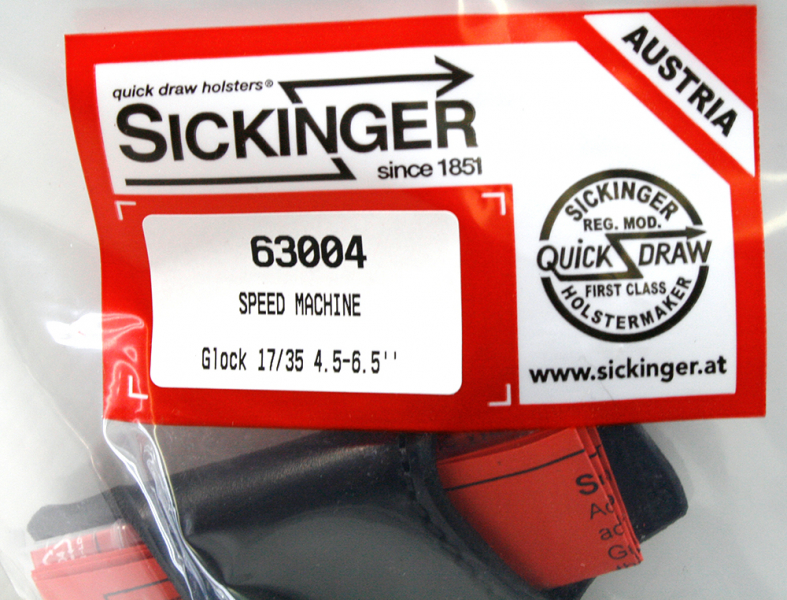 quick draw holsters®
SICKINGER
since 1851
AUSTRIA
63004
SPEED MACHINE
Glock 17/35 4.5-6.5''
SICKINGER
REG. MOD.
QUICK DRAW
FIRST CLASS
HOLSTERMAKER
www.sickinger.at